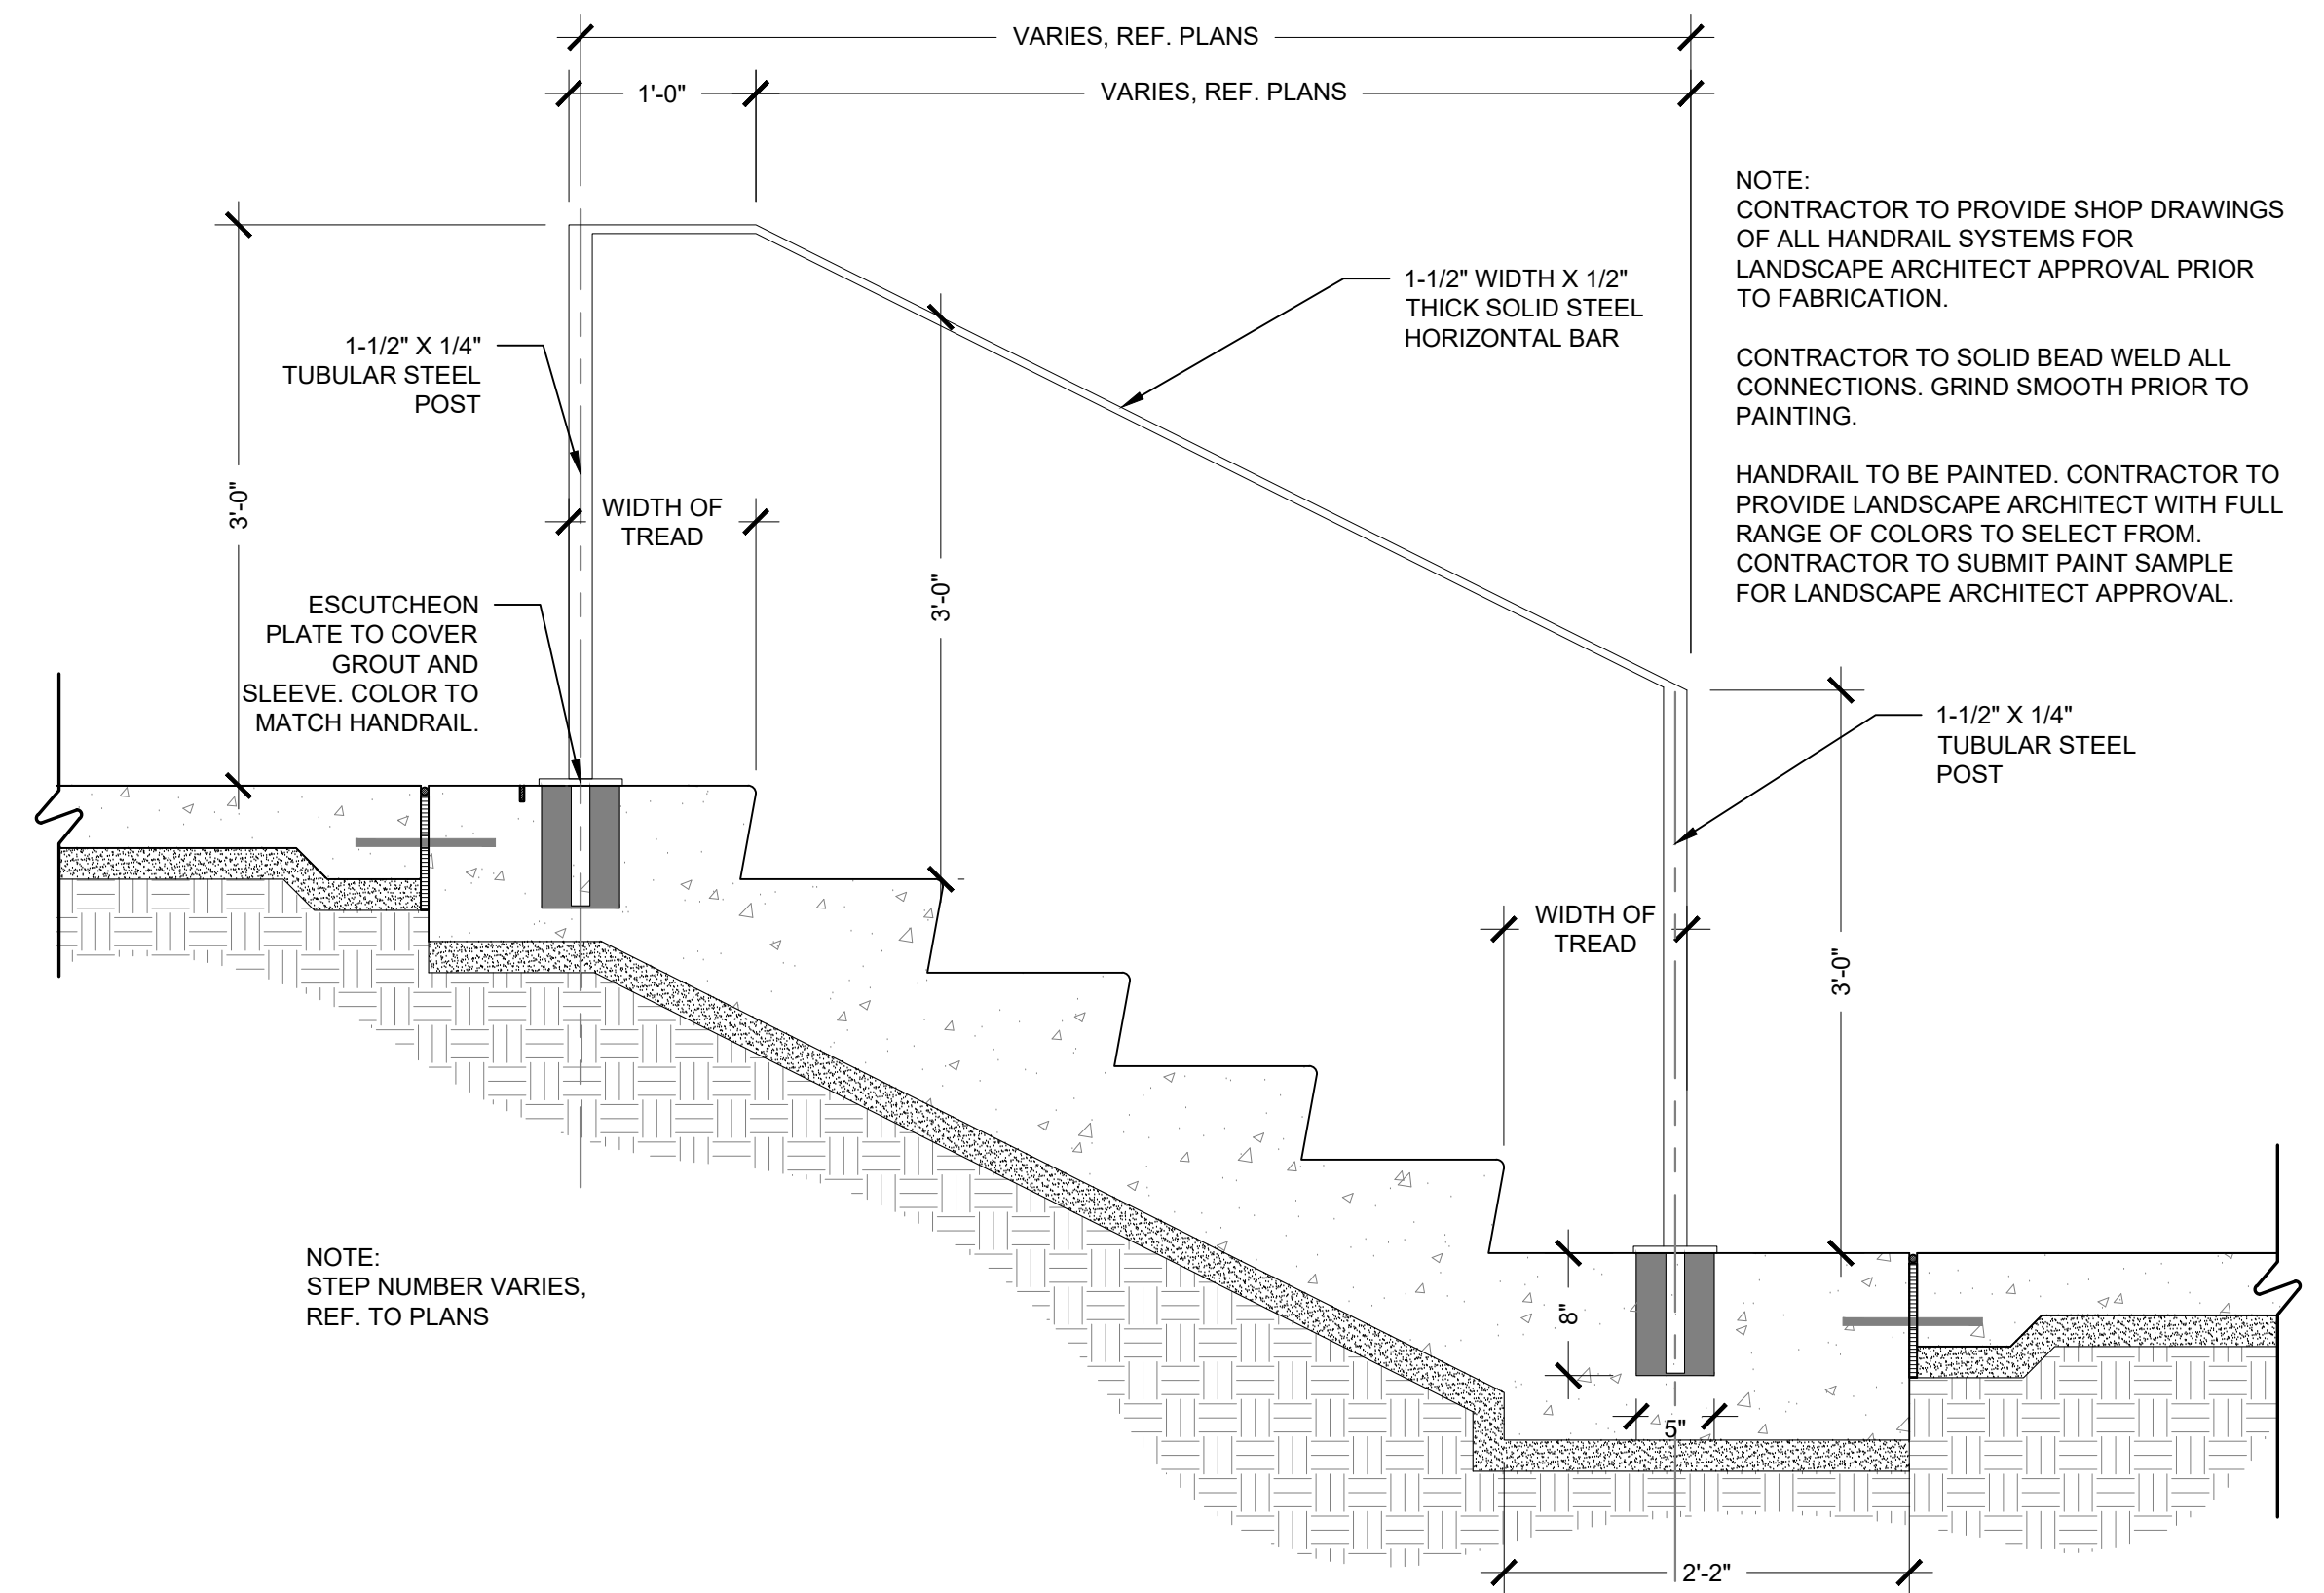 VARIES, REF. PLANS
1'-0"
VARIES, REF. PLANS
NOTE:
CONTRACTOR TO PROVIDE SHOP DRAWINGS
OF ALL HANDRAIL SYSTEMS FOR
LANDSCAPE ARCHITECT APPROVAL PRIOR
TO FABRICATION.
CONTRACTOR TO SOLID BEAD WELD ALL
CONNECTIONS. GRIND SMOOTH PRIOR TO
PAINTING.
HANDRAIL TO BE PAINTED. CONTRACTOR TO
PROVIDE LANDSCAPE ARCHITECT WITH FULL
RANGE OF COLORS TO SELECT FROM.
CONTRACTOR TO SUBMIT PAINT SAMPLE
FOR LANDSCAPE ARCHITECT APPROVAL.
1-1/2" WIDTH X 1/2"
THICK SOLID STEEL
HORIZONTAL BAR
1-1/2" X 1/4"
TUBULAR STEEL
POST
3'-0"
WIDTH OF
TREAD
3'-0"
ESCUTCHEON
PLATE TO COVER
GROUT AND
SLEEVE. COLOR TO
MATCH HANDRAIL.
1-1/2" X 1/4"
TUBULAR STEEL
POST
WIDTH OF
TREAD
3'-0"
NOTE:
STEP NUMBER VARIES,
REF. TO PLANS
8"
5"
2'-2"